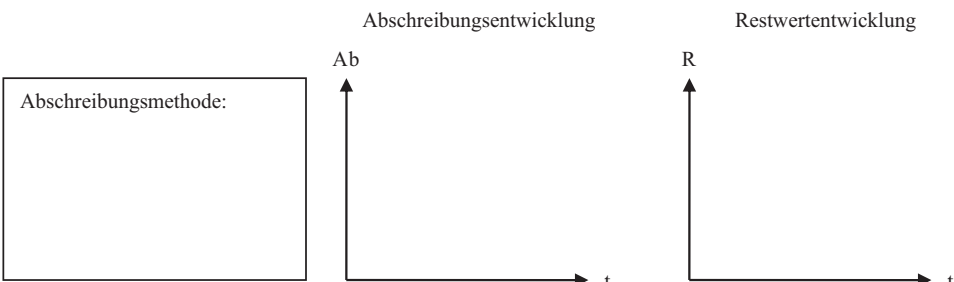 Abschreibungsentwicklung
Restwertentwicklung
Ab
R
Abschreibungsmethode:
t
t